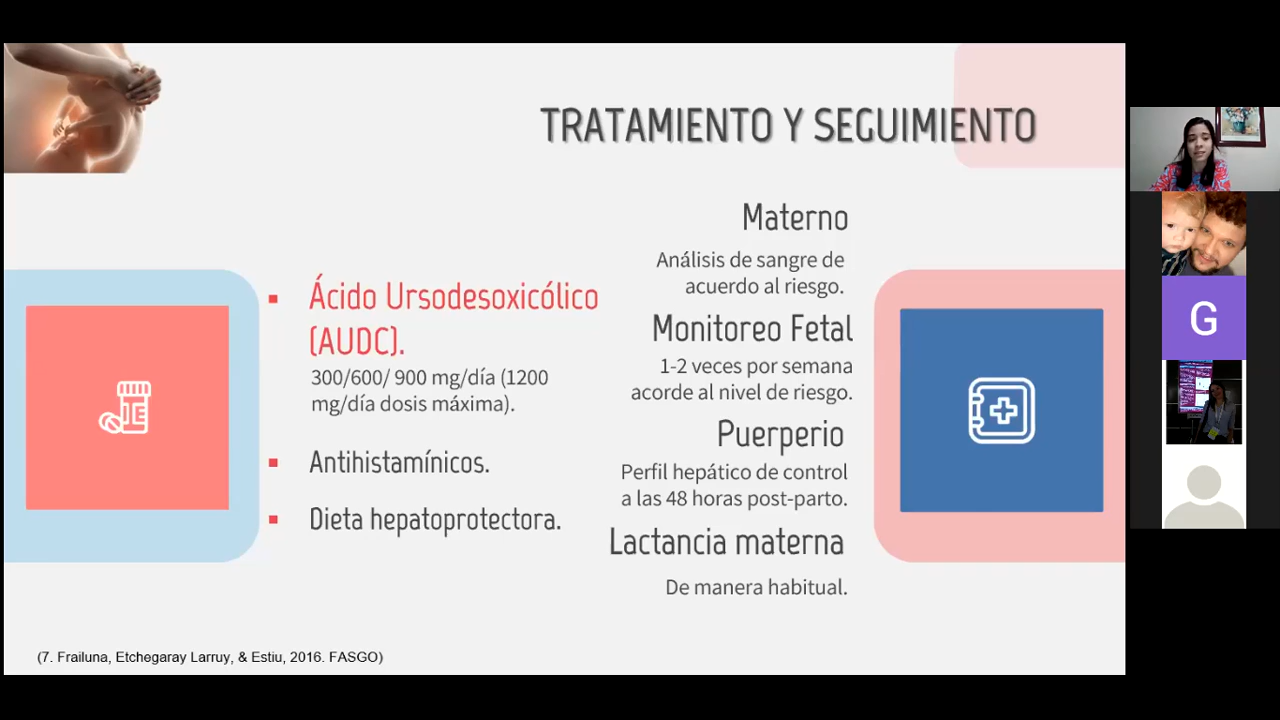 TRATAMIENTO Y SEGUIMIENTO
▪ Ácido Ursodesoxicólico
(AUDC).
300/600/ 900 mg/día (1200
mg/día dosis máxima).
▪ Antihistamínicos.
▪ Dieta hepatoprotectora.
Materno
Análisis de sangre de
acuerdo al riesgo.
Monitoreo Fetal
1-2 veces por semana
acorde al nivel de riesgo.
Puerperio
Perfil hepático de control
a las 48 horas post-parto.
Lactancia materna
De manera habitual.
(7. Frailuna, Etchegaray Larruy, & Estiu, 2016. FASGO)
G